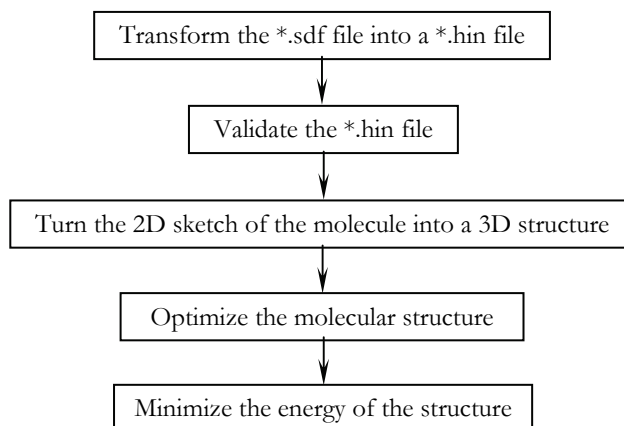 Transform the *.sdf file into a *.hin file
Validate the *.hin file
Turn the 2D sketch of the molecule into a 3D structure
Optimize the molecular structure
Minimize the energy of the structure